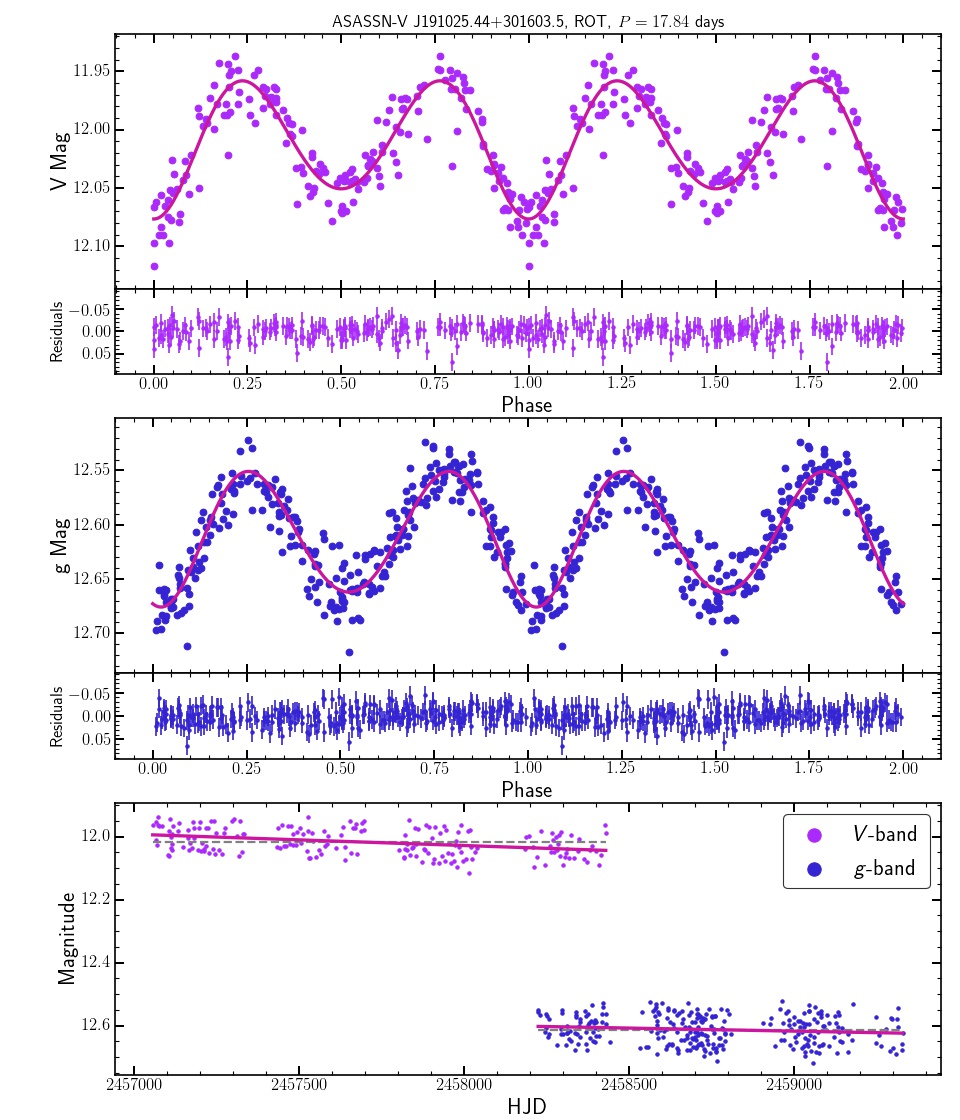 ASASSN-V J191025.44+301603.5, ROT, P = 17.84 days
V Mag
11.95
12.00
12.05
12.10
Residuals
−0.05
0.00
0.05
0.00 0.25 0.50 0.75 1.00 1.25 1.50 1.75 2.00
Phase
g Mag
12.55
12.60
12.65
12.70
Residuals
−0.05
0.00
0.05
0.00 0.25 0.50 0.75 1.00 1.25 1.50 1.75 2.00
Phase
Magnitude
12.0
12.2
12.4
12.6
V-band
g-band
2457000 2457500 2458000 2458500 2459000
HJD